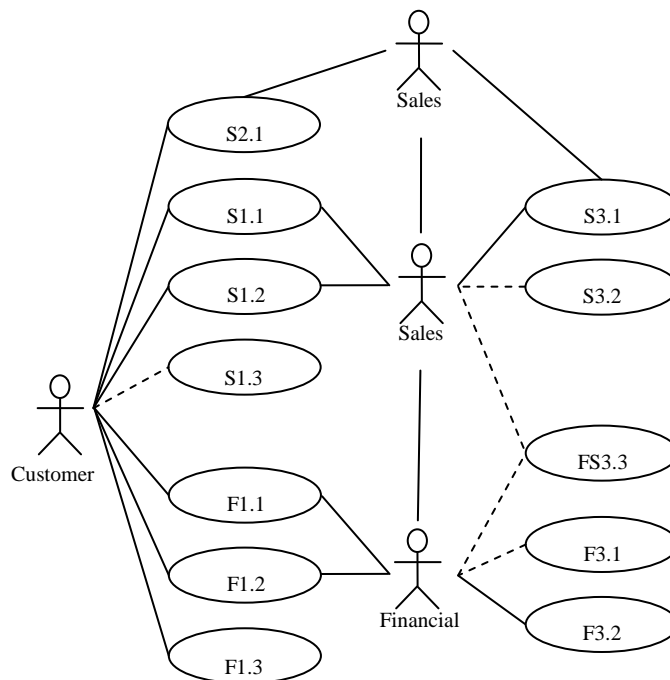 Sales
S2.1
S1.1
S3.1
S1.2
S3.2
Sales
S1.3
Customer
FS3.3
F1.1
F3.1
F1.2
Financial
F3.2
F1.3